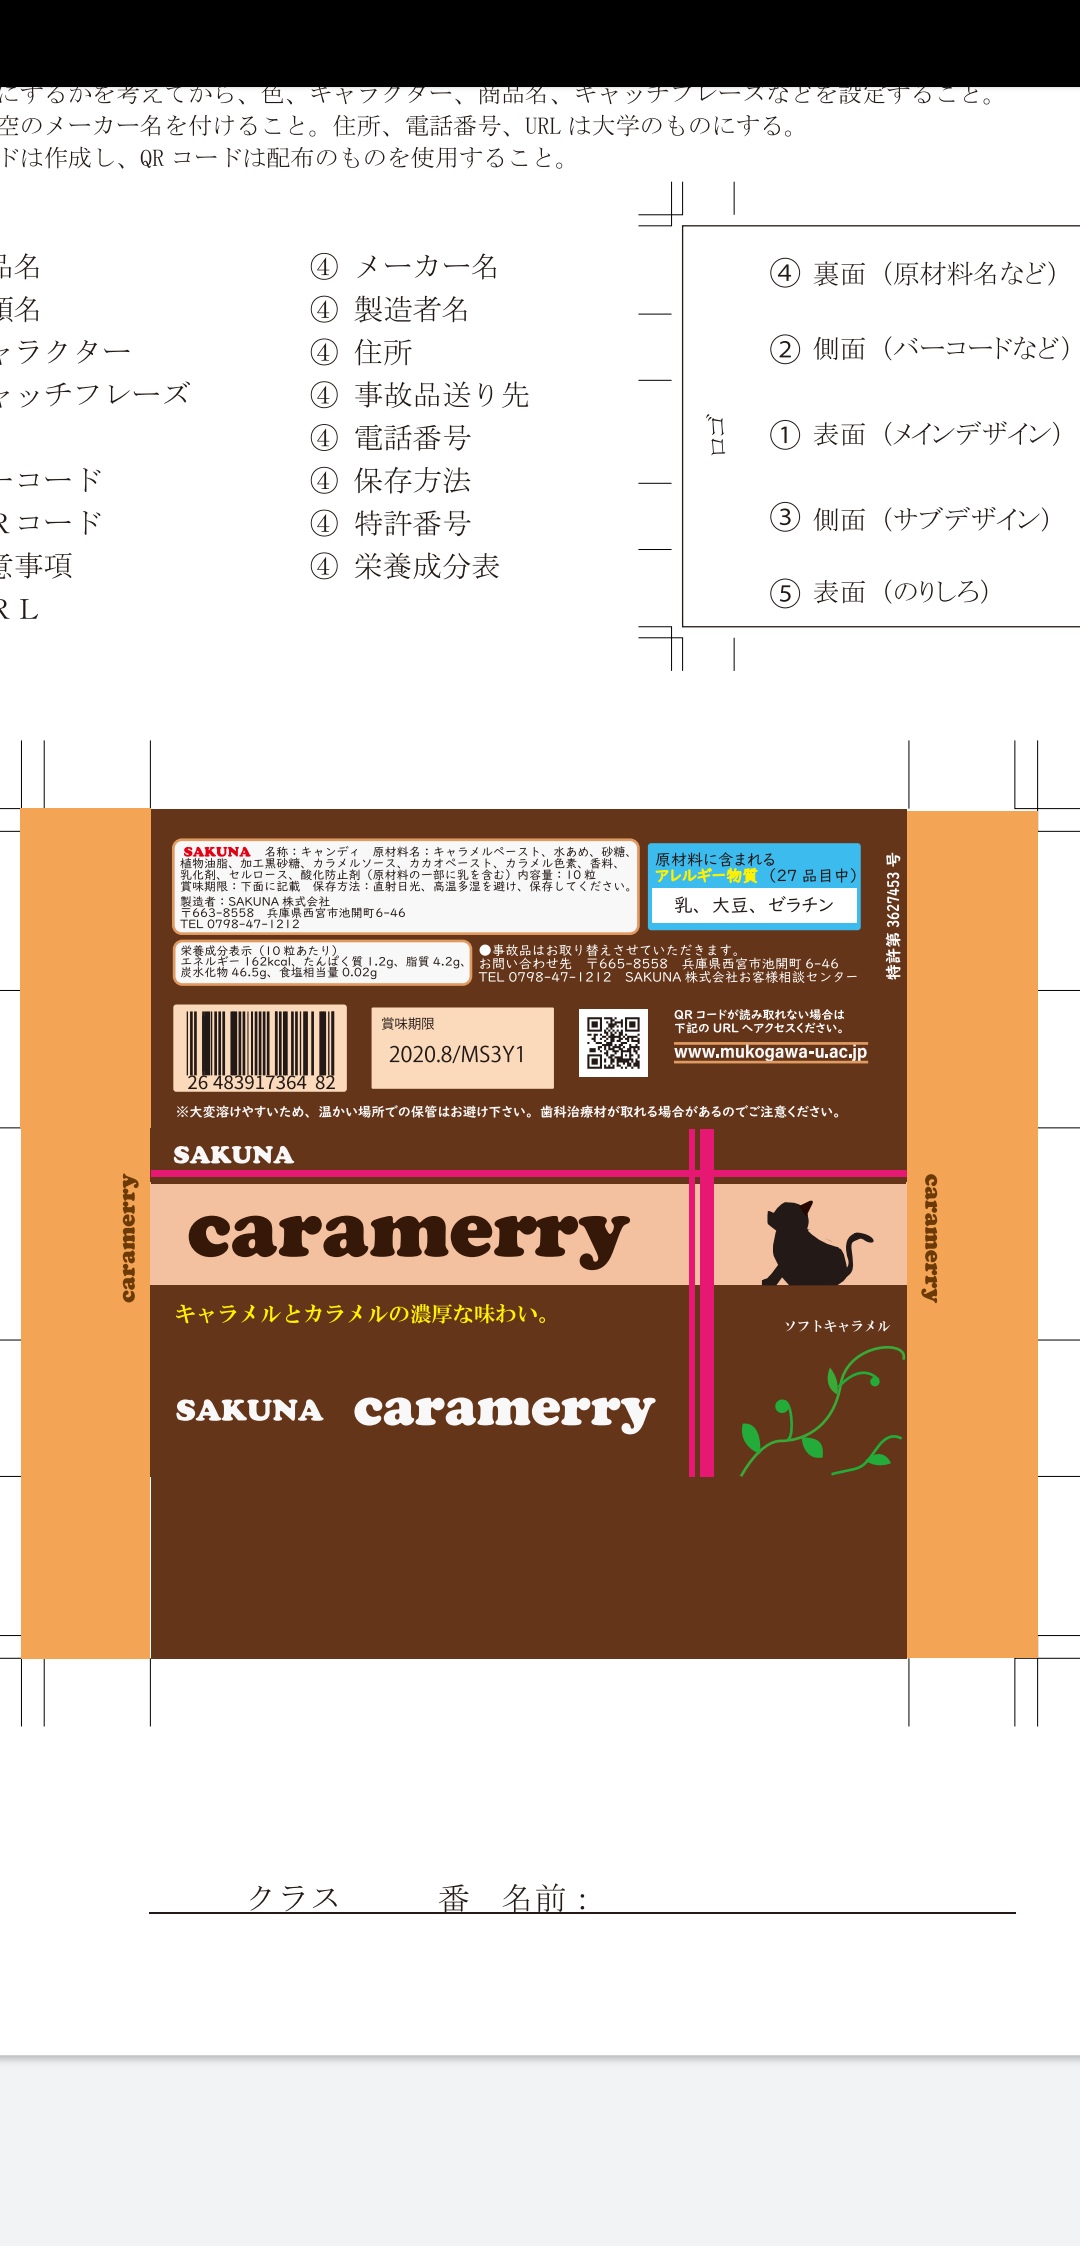 にするかを考えてから、色、キャラクター、商品名、キャッチフレーズなどを設定すること。
空のメーカー名を付けること。住所、電話番号、URLは大学のものにする。
ドは作成し、QRコードは配布のものを使用すること。
品名
類名
ャラクター
ャッチフレーズ
ーコード
Rコード
意事項
RL
④ メーカー名
④ 製造者名
④ 住所
④ 事故品送り先
④ 電話番号
④ 保存方法
④ 特許番号
④ 栄養成分表
④ 裏面（原材料名など）
② 側面（バーコードなど）
① 表面（メインデザイン）
③ 側面（サブデザイン）
⑤ 表面（のりしろ）
SAKUNA 名称：キャンディ 原材料名：キャラメルペースト、水あめ、砂糖、
植物油脂、加工黒砂糖、カラメルソース、カカオペースト、カラメル色素、香料、
乳化剤、セルロース、酸化防止剤（原材料の一部に乳を含む）内容量：10粒
賞味期限：下面に記載 保存方法：直射日光、高温多湿を避け、保存してください。
製造者：SAKUNA株式会社
〒663-8558 兵庫県西宮市池開町6-46
TEL 0798-47-1212
原材料に含まれる
アレルギー物質（27品目中）
乳、大豆、ゼラチン
特許第 3627453 号
栄養成分表示（10粒あたり）
エネルギー 162kcal、たんぱく質 1.2g、脂質 4.2g、
炭水化物 46.5g、食塩相当量 0.02g
●事故品はお取り替えさせていただきます。
お問い合わせ先 〒665-8558 兵庫県西宮市池開町 6-46
TEL 0798-47-1212 SAKUNA 株式会社お客様相談センター
26 483917364 82
賞味期限
2020.8/MS3Y1
QRコードが読み取れない場合は
下記の URL へアクセスください。
www.mukogawa-u.ac.jp
※大変溶けやすいため、温かい場所での保管はお避け下さい。歯科治療材が取れる場合があるのでご注意ください。
SAKUNA
caramerry
caramerry
caramerry
キャラメルとカラメルの濃厚な味わい。
ソフトキャラメル
SAKUNA caramerry
クラス 番 名前：